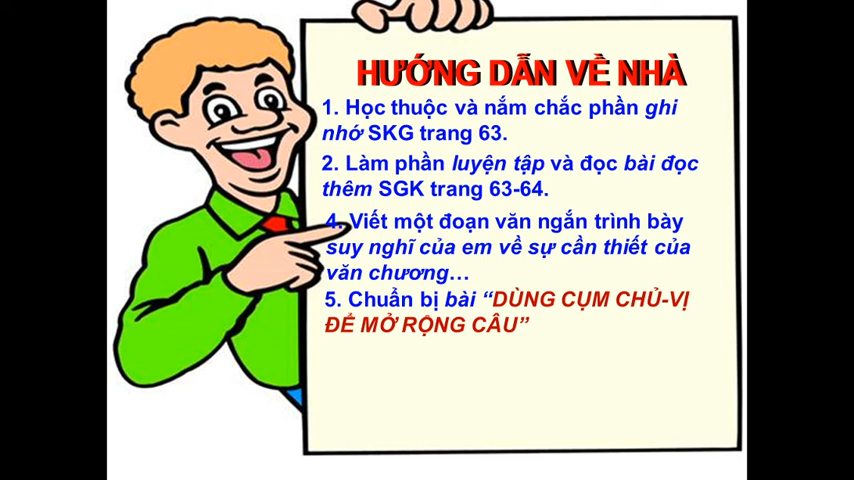 HƯỚNG DẪN VỀ NHÀ
1. Học thuộc và nắm chắc phần ghi
nhớ SKG trang 63.
2. Làm phần luyện tập và đọc bài đọc
thêm SGK trang 63-64.
4. Viết một đoạn văn ngắn trình bày
suy nghĩ của em về sự cần thiết của
văn chương…
5. Chuẩn bị bài “DÙNG CỤM CHỦ-VỊ
ĐỂ MỞ RỘNG CÂU”